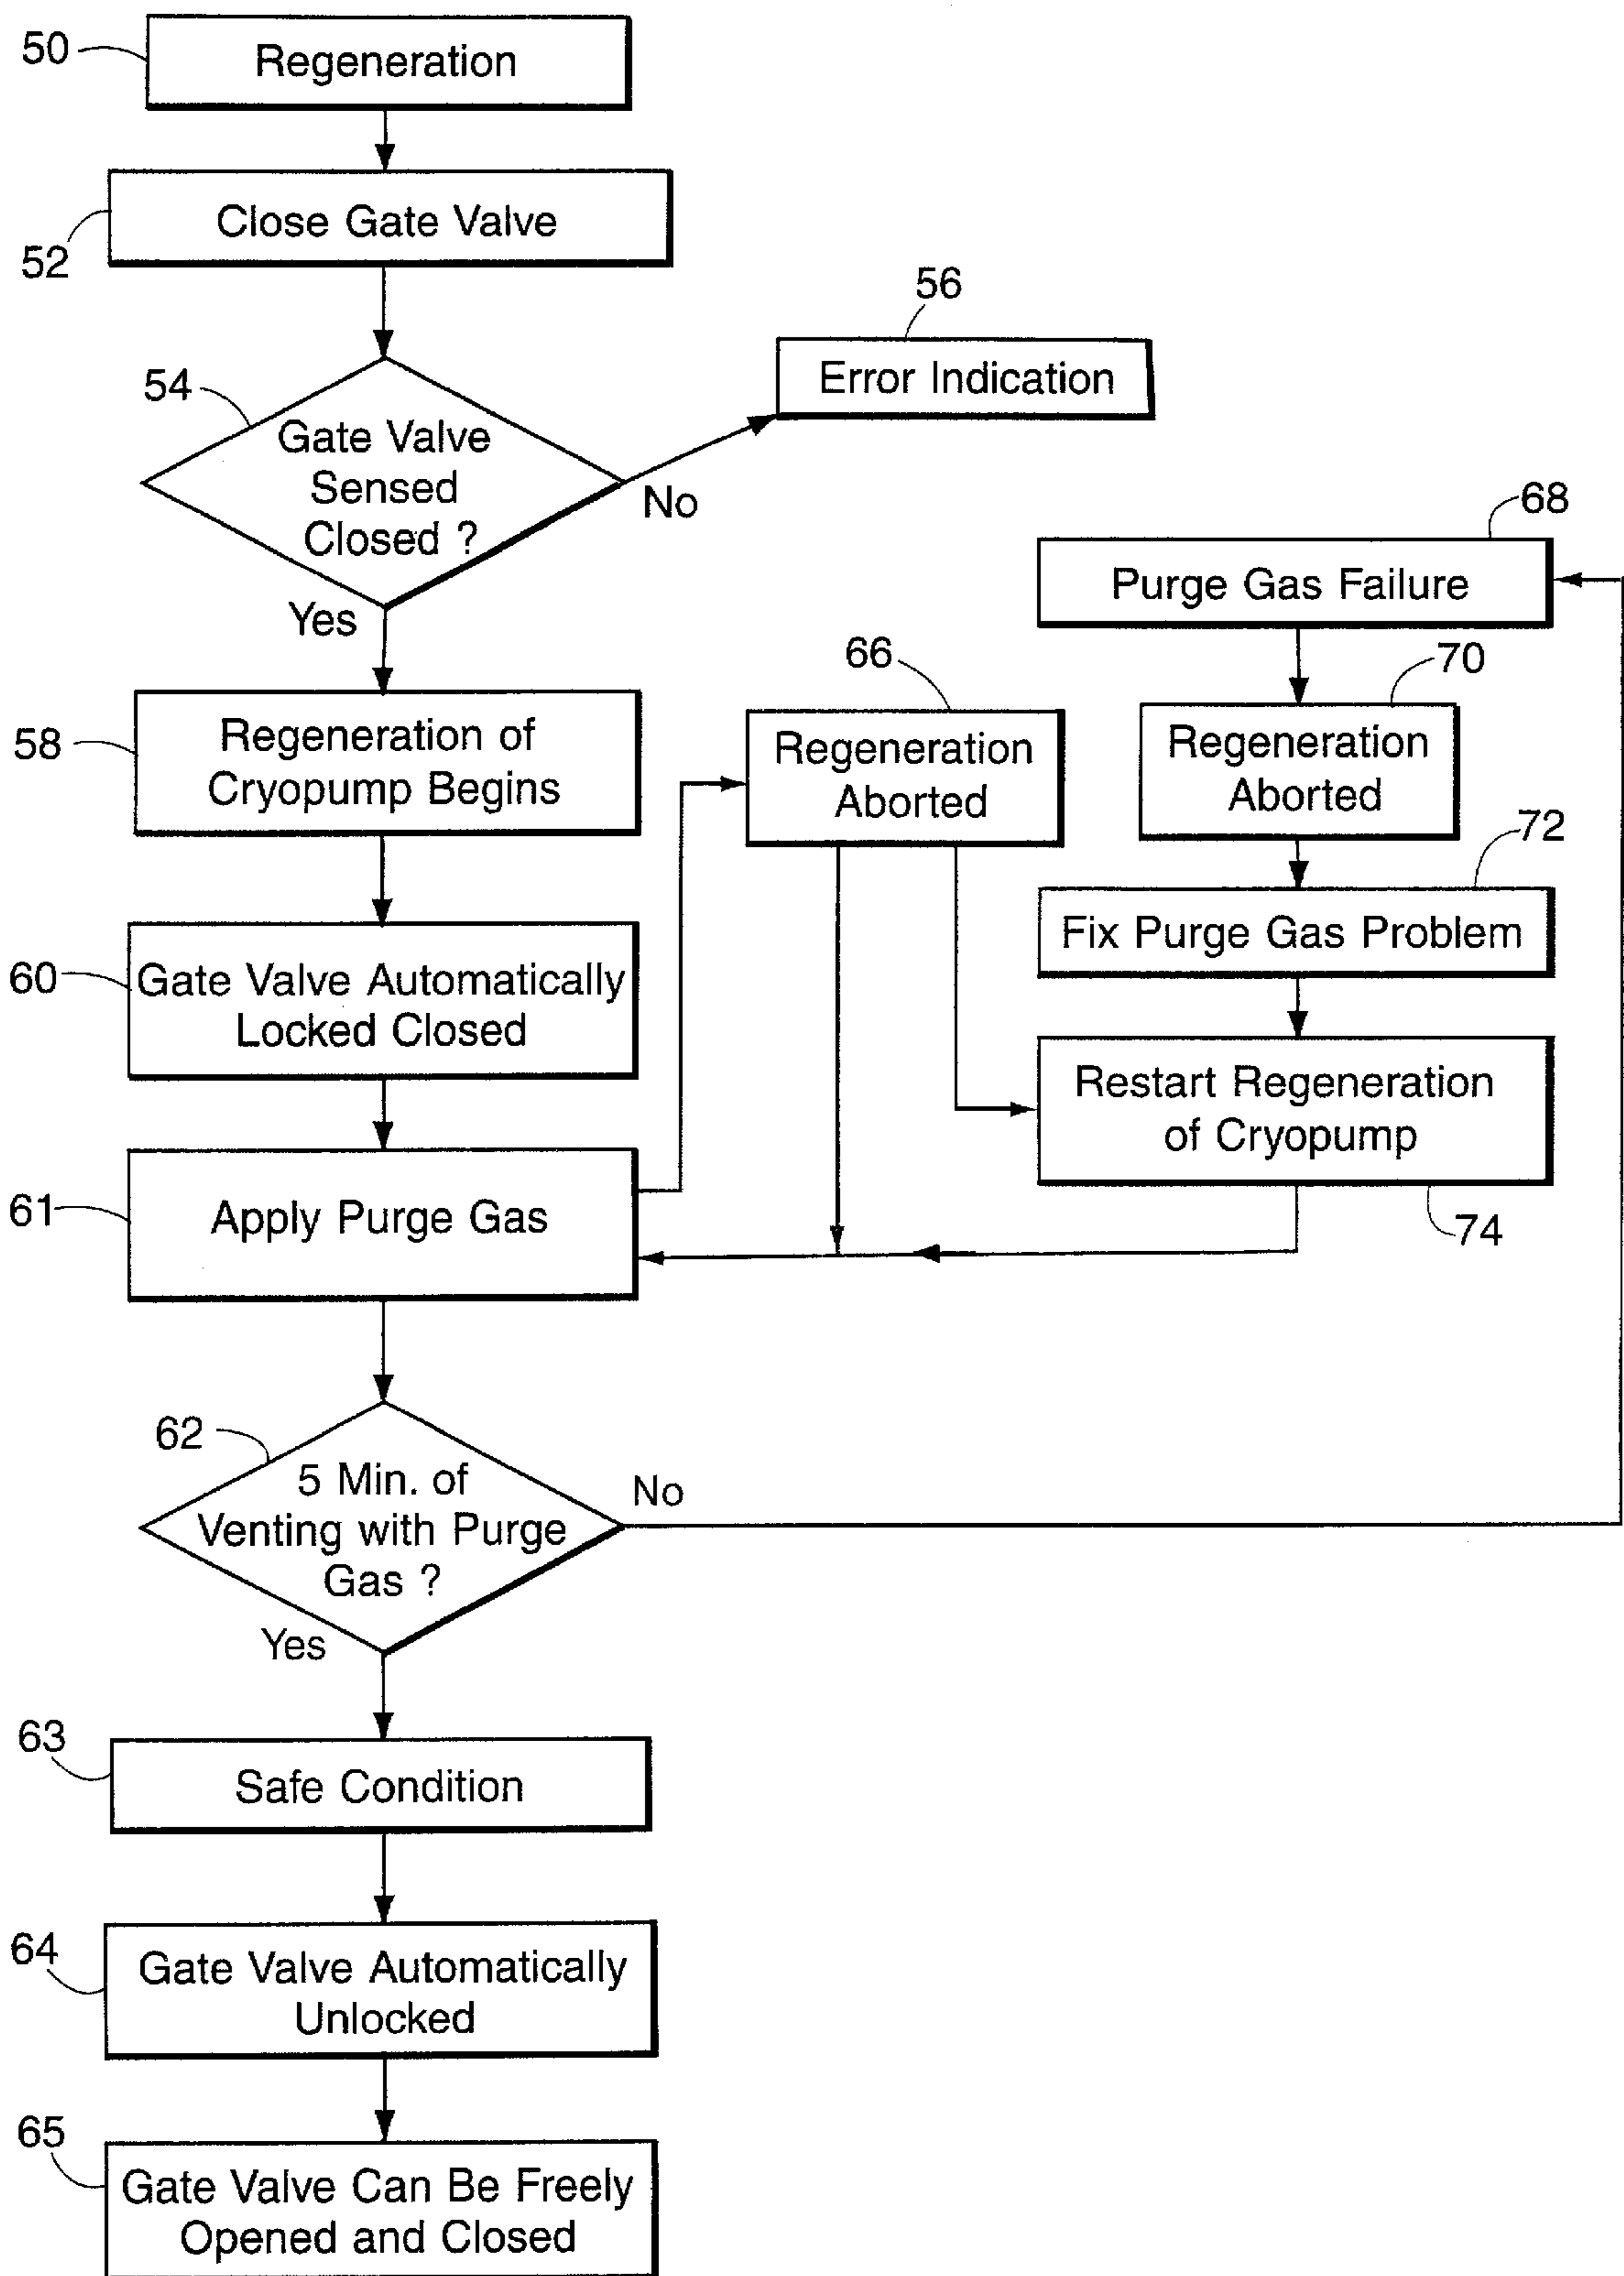 50
Regeneration
Close Gate Valve
52
56
Error Indication
54
Gate Valve
Sensed
Closed ?
No
Yes
68
Purge Gas Failure
66
70
58
Regeneration of
Cryopump Begins
Regeneration
Aborted
Regeneration
Aborted
72
Fix Purge Gas Problem
60
Gate Valve Automatically
Locked Closed
Restart Regeneration
of Cryopump
74
61
Apply Purge Gas
62
5 Min. of
Venting with Purge
Gas ?
No
Yes
63
Safe Condition
64
Gate Valve Automatically
Unlocked
65
Gate Valve Can Be Freely
Opened and Closed